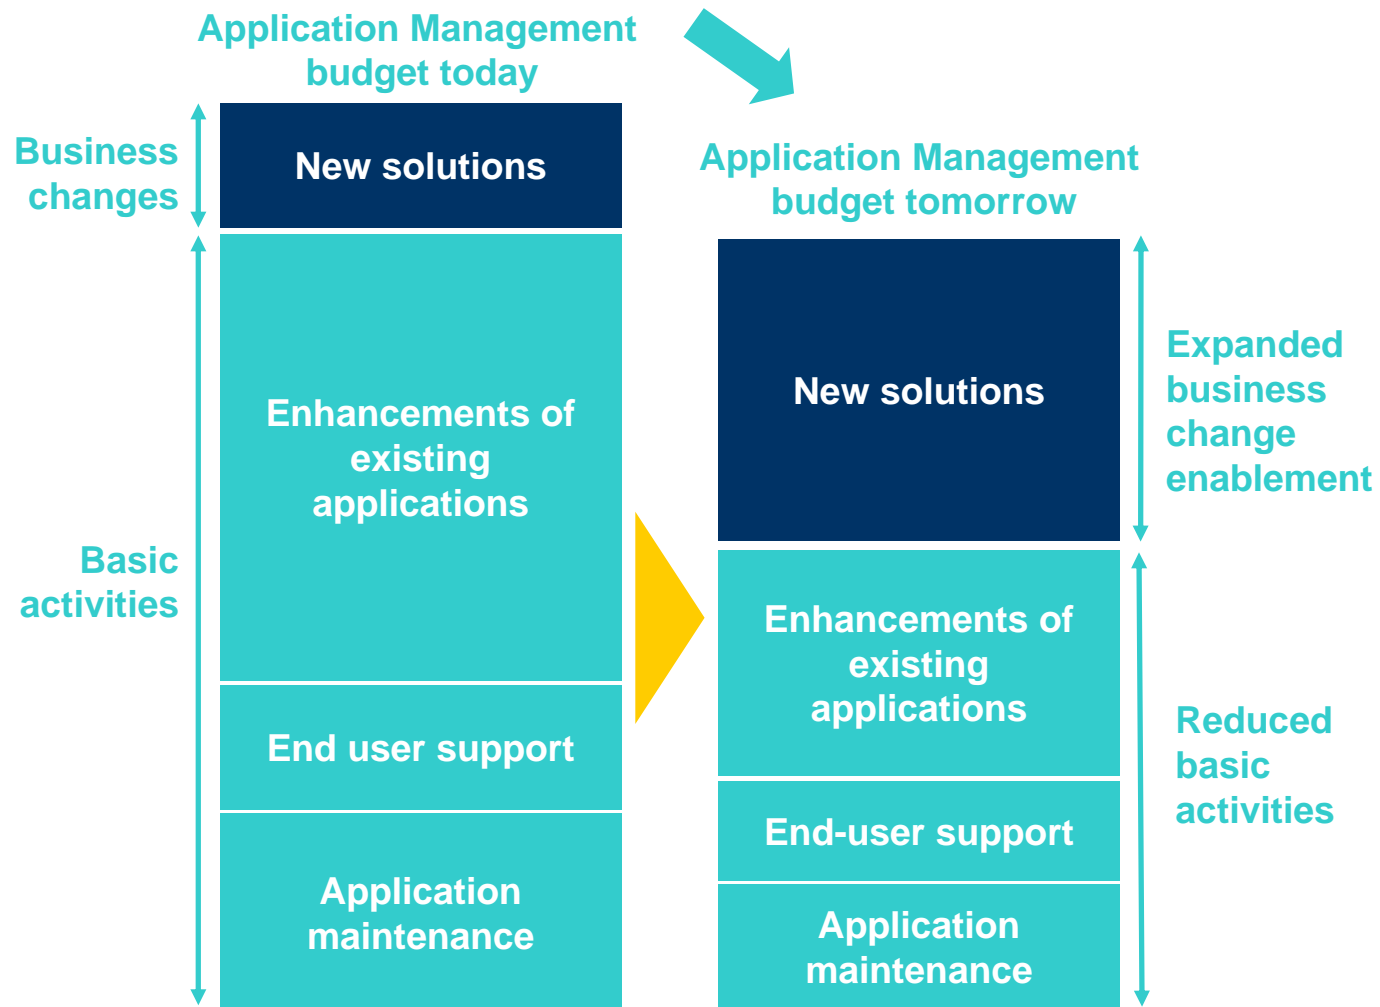 Application Management
budget today
Business
changes
New solutions
Basic
activities
Enhancements of
existing
applications
End user support
Application
maintenance
Application Management
budget tomorrow
New solutions
Expanded
business
change
enablement
Enhancements of
existing
applications
End-user support
Application
maintenance
Reduced
basic
activities